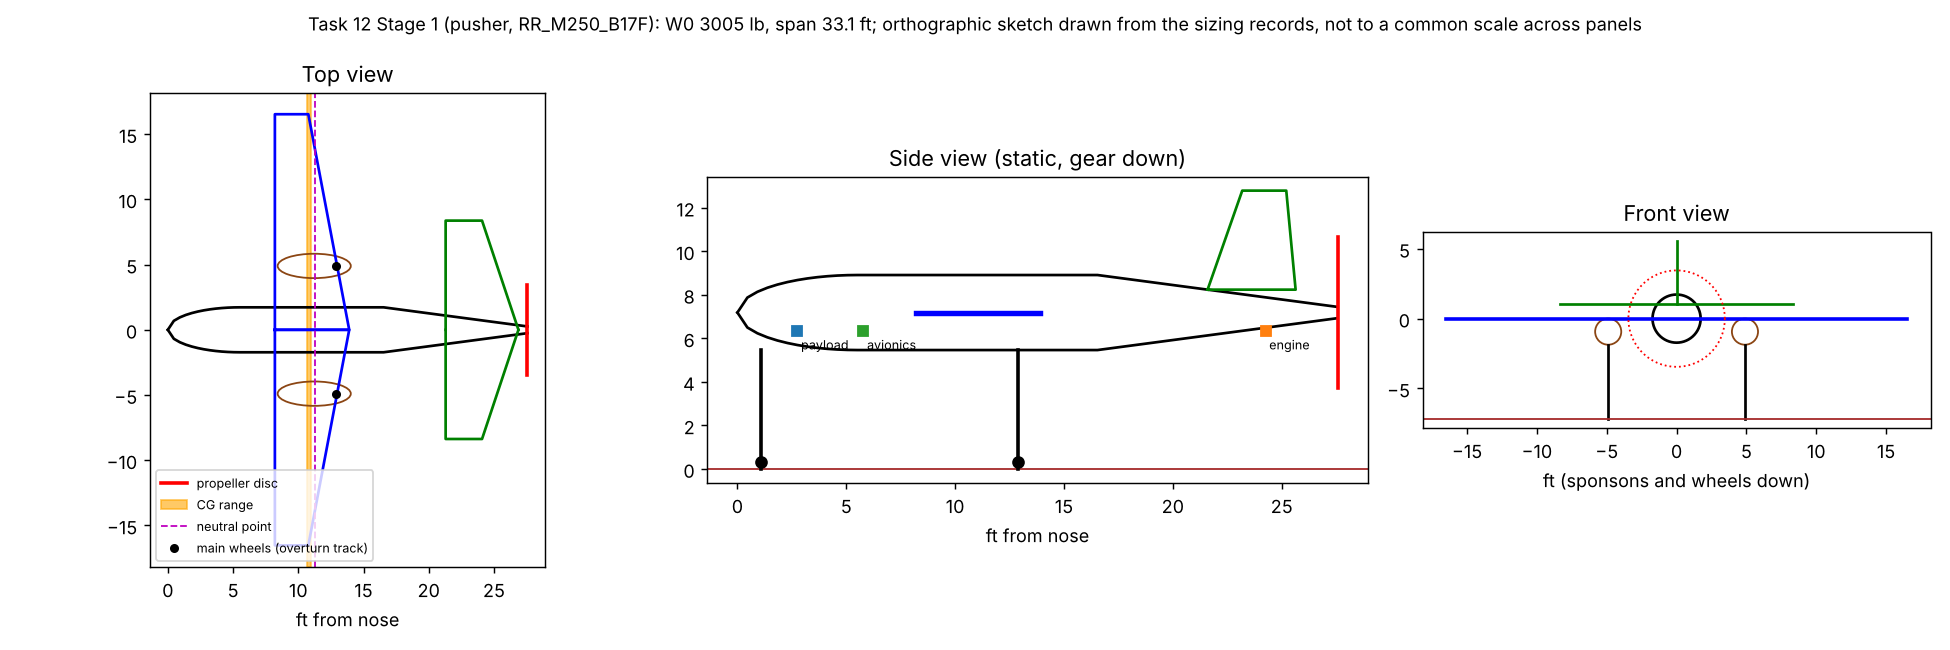 Task 12 Stage 1 (pusher, RR_M250_B17F): W0 3005 lb, span 33.1 ft; orthographic sketch drawn from the sizing records, not to a common scale across panels
Top view
15
10
5
0
−5
−10
−15
propeller disc
CG range
neutral point
main wheels (overturn track)
0 5 10 15 20 25
ft from nose
Side view (static, gear down)
12
10
8
6
4
2
0
payload
avionics
engine
0 5 10 15 20 25
ft from nose
Front view
5
0
−5
−15 −10 −5 0 5 10 15
ft (sponsons and wheels down)